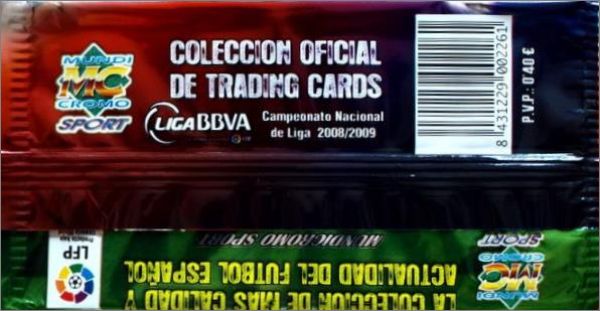 MUNDI
MC
CROMO
SPORT
COLECCION OFICIAL
DE TRADING CARDS
LIGA BBVA
Campeonato Nacional
de Liga 2008/2009
8 431229 002261
P.V.P.: 0'40 €
LA COLECCION DE MAS CALIDAD Y
ACTUALIDAD DEL FUTBOL ESPAÑOL
MUNDICROMO SPORT
MUNDI
MC
CROMO
SPORT
LFP